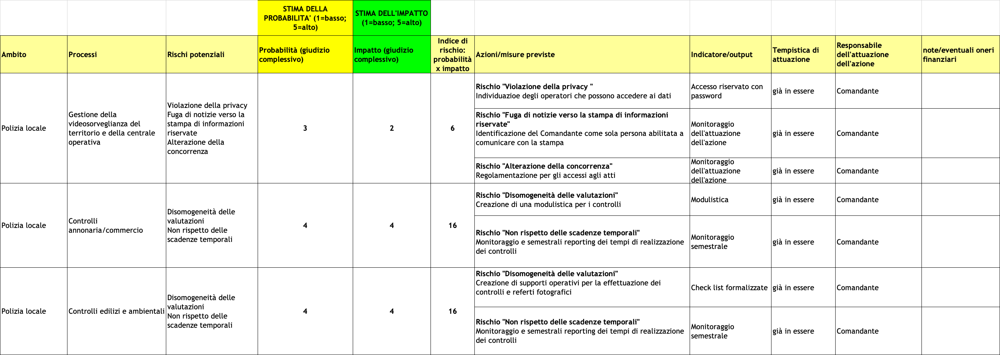 STIMA DELLA
PROBABILITA' (1=basso;
5=alto)
STIMA DELL'IMPATTO
(1=basso; 5=alto)
Ambito
Processi
Rischi potenziali
Probabilità (giudizio
complessivo)
Impatto (giudizio
complessivo)
Indice di
rischio:
probabilità
x impatto
Azioni/misure previste
Indicatore/output
Tempistica di
attuazione
Responsabile
dell'attuazione
dell'azione
note/eventuali oneri
finanziari
Polizia locale
Gestione della
videosorveglianza del
territorio e della centrale
operativa
Violazione della privacy
Fuga di notizie verso la
stampa di informazioni
riservate
Alterazione della
concorrenza
3
2
6
Rischio "Violazione della privacy "
Individuazioe degli operatori che possono accedere ai dati
Accesso riservato con
password
già in essere
Comandante
Rischio "Fuga di notizie verso la stampa di informazioni
riservate"
Identificazione del Comandante come sola persona abilitata a
comunicare con la stampa
Monitoraggio
dell'attuazione
dell'azione
già in essere
Comandante
Rischio "Alterazione della concorrenza"
Regolamentazione per gli accessi agli atti
Monitoraggio
dell'attuazione
dell'azione
già in essere
Comandante
Polizia locale
Controlli
annonaria/commercio
Disomogeneità delle
valutazioni
Non rispetto delle
scadenze temporali
4
4
16
Rischio "Disomogeneità delle valutazioni"
Creazione di una modulistica per i controlli
Modulistica
già in essere
Comandante
Rischio "Non rispetto delle scadenze temporali"
Monitoraggio e semestrali reporting dei tempi di realizzazione
dei controlli
Monitoraggio
semestrale
già in essere
Comandante
Polizia locale
Controlli edilizi e ambientali
Disomogeneità delle
valutazioni
Non rispetto delle
scadenze temporali
4
4
16
Rischio "Disomogeneità delle valutazioni"
Creazione di supporti operativi per la effettuazione dei
controlli e referti fotografici
Check list formalizzate
già in essere
Comandante
Rischio "Non rispetto delle scadenze temporali"
Monitoraggio e semestrali reporting dei tempi di realizzazione
dei controlli
Monitoraggio
semestrale
già in essere
Comandante